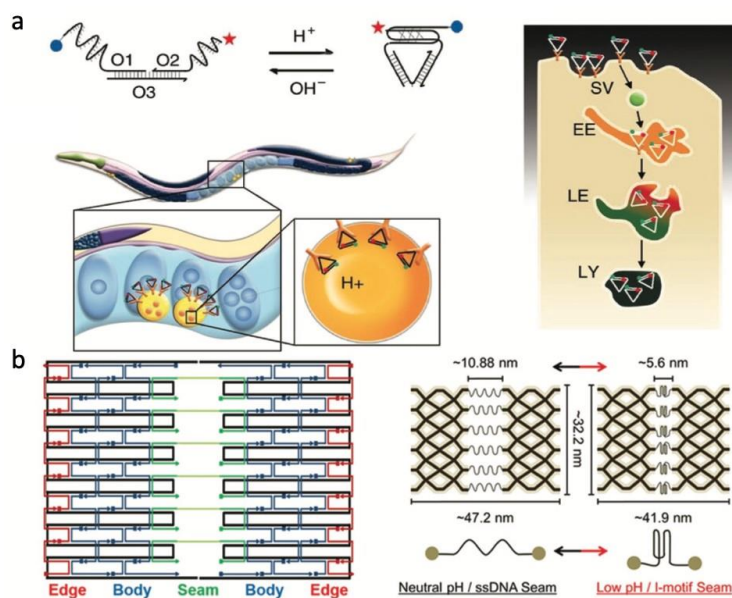 a
O1
O2
O3
H⁺
OH⁻
H+
SV
EE
LE
LY
b
Edge Body Seam Body Edge
~10.88 nm
~5.6 nm
~32.2 nm
~47.2 nm
~41.9 nm
Neutral pH / ssDNA Seam
Low pH / I-motif Seam